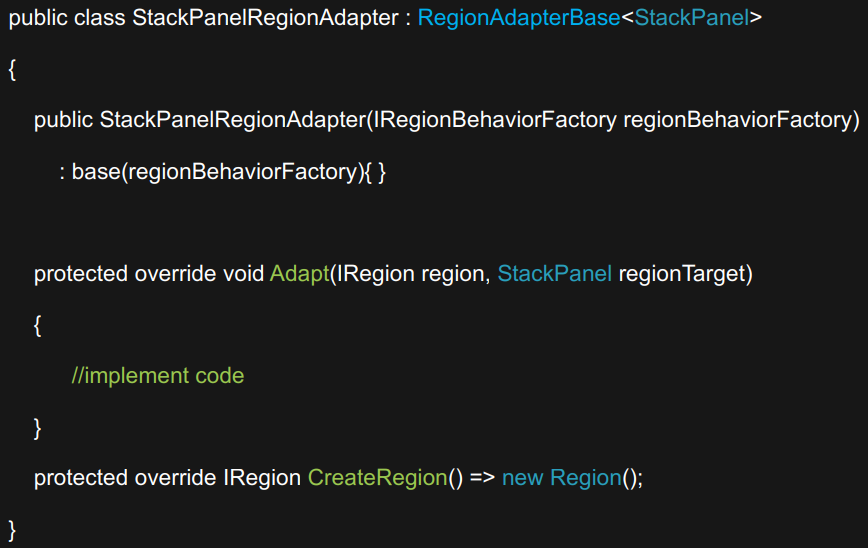 public class StackPanelRegionAdapter : RegionAdapterBase<StackPanel>
{
public StackPanelRegionAdapter(IRegionBehaviorFactory regionBehaviorFactory)
: base(regionBehaviorFactory){ }
protected override void Adapt(IRegion region, StackPanel regionTarget)
{
//implement code
}
protected override IRegion CreateRegion() => new Region();
}